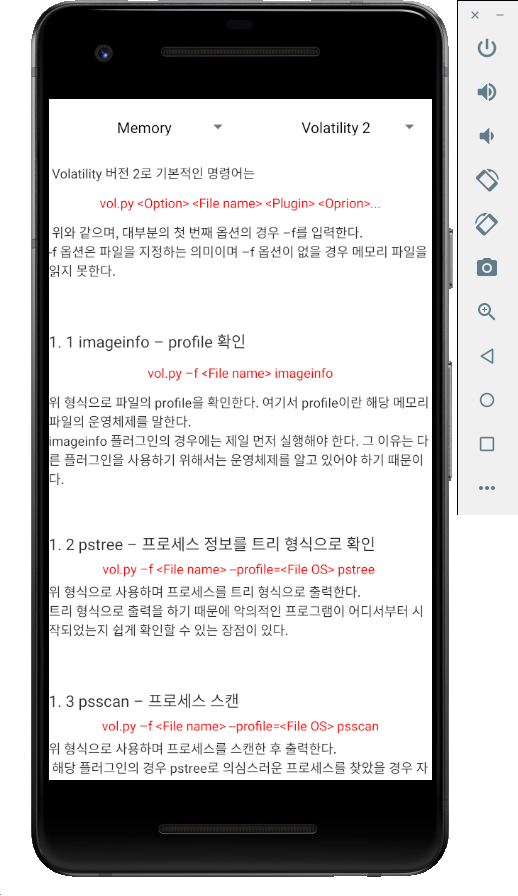 Memory
Volatility 2
Volatility 버전 2로 기본적인 명령어는
vol.py <Option> <File name> <Plugin> <Oprion>...
위와 같으며, 대부분의 첫 번째 옵션의 경우 –f를 입력한다.
-f 옵션은 파일을 지정하는 의미이며 –f 옵션이 없을 경우 메모리 파일을
읽지 못한다.
1. 1 imageinfo – profile 확인
vol.py –f <File name> imageinfo
위 형식으로 파일의 profile을 확인한다. 여기서 profile이란 해당 메모리
파일의 운영체제를 말한다.
imageinfo 플러그인의 경우에는 제일 먼저 실행해야 한다. 그 이유는 다
른 플러그인을 사용하기 위해서는 운영체제를 알고 있어야 하기 때문이
다.
1. 2 pstree – 프로세스 정보를 트리 형식으로 확인
vol.py –f <File name> --profile=<File OS> pstree
위 형식으로 사용하며 프로세스를 트리 형식으로 출력한다.
트리 형식으로 출력을 하기 때문에 악의적인 프로그램이 어디서부터 시
작되었는지 쉽게 확인할 수 있는 장점이 있다.
1. 3 psscan – 프로세스 스캔
vol.py –f <File name> --profile=<File OS> psscan
위 형식으로 사용하며 프로세스를 스캔한 후 출력한다.
해당 플러그인의 경우 pstree로 의심스러운 프로세스를 찾았을 경우 자